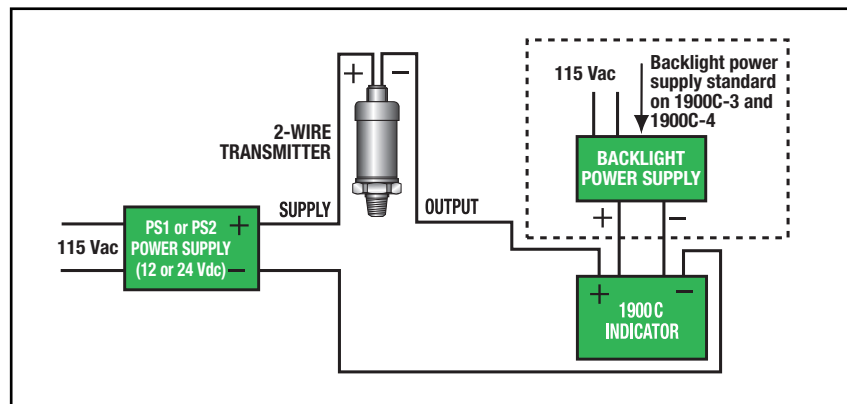 + −
2-WIRE
TRANSMITTER
SUPPLY
OUTPUT
115 Vac
PS1 or PS2 +
POWER SUPPLY
(12 or 24 Vdc) −
115 Vac
Backlight power
supply standard
on 1900C-3 and
1900C-4
BACKLIGHT
POWER SUPPLY
+ −
+ −
1900C
INDICATOR